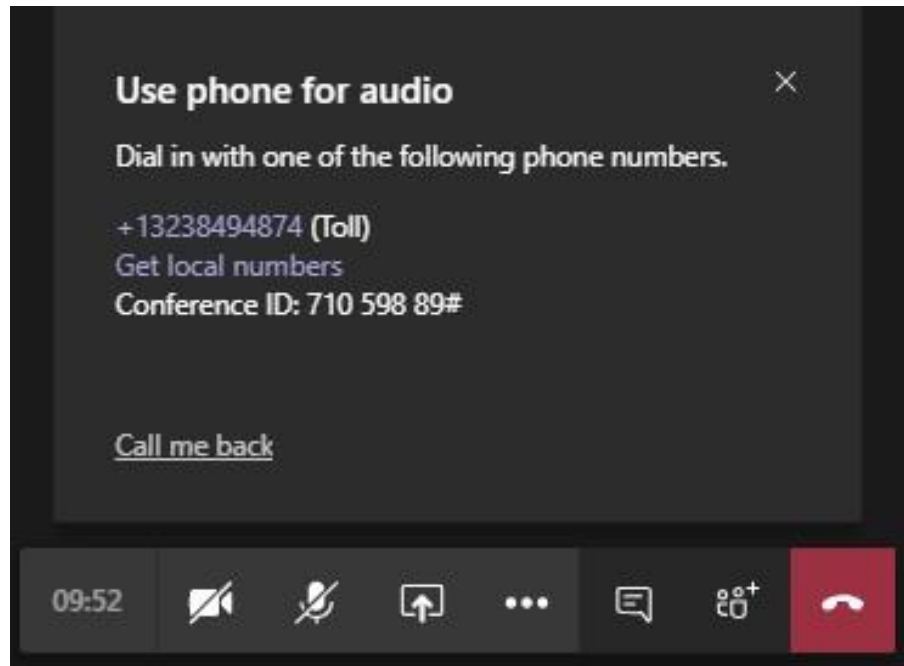 Use phone for audio
Dial in with one of the following phone numbers.
+13238494874 (Toll)
Get local numbers
Conference ID: 710 598 89#
Call me back
09:52